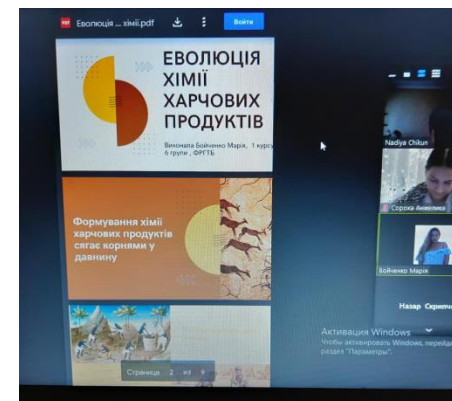 PDF Еволюція ... хімії.pdf
Войти
ЕВОЛЮЦІЯ
ХІМІЇ
ХАРЧОВИХ
ПРОДУКТІВ
Виконала Бойченко Марія, 1 курсу
6 групи, ФРГТБ
Формування хімії
харчових продуктів
сягає корнями у
давнину
Страница 2 из 9
Nadiya Chikun
Сорока Анжелика
Бойченко Марія
Назар Скрипч
Активация Windows
Чтобы активировать Windows, перейди
раздел "Параметры".